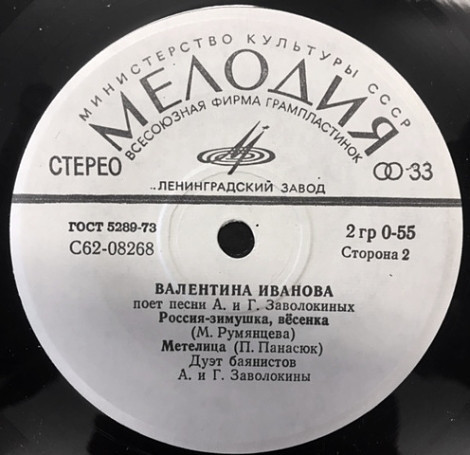 МИНИСТЕРСТВО КУЛЬТУРЫ СССР
МЕЛОДИЯ
ВСЕСОЮЗНАЯ ФИРМА ГРАМПЛАСТИНОК
СТЕРЕО
33
ЛЕНИНГРАДСКИЙ ЗАВОД
ГОСТ 5289-73
2 гр 0-55
С62-08268
Сторона 2
ВАЛЕНТИНА ИВАНОВА
поет песни А. и Г. Заволокиных
Россия-зимушка, вёсенка
(М. Румянцева)
Метелица (П. Панасюк)
Дуэт баянистов
А. и Г. Заволокины